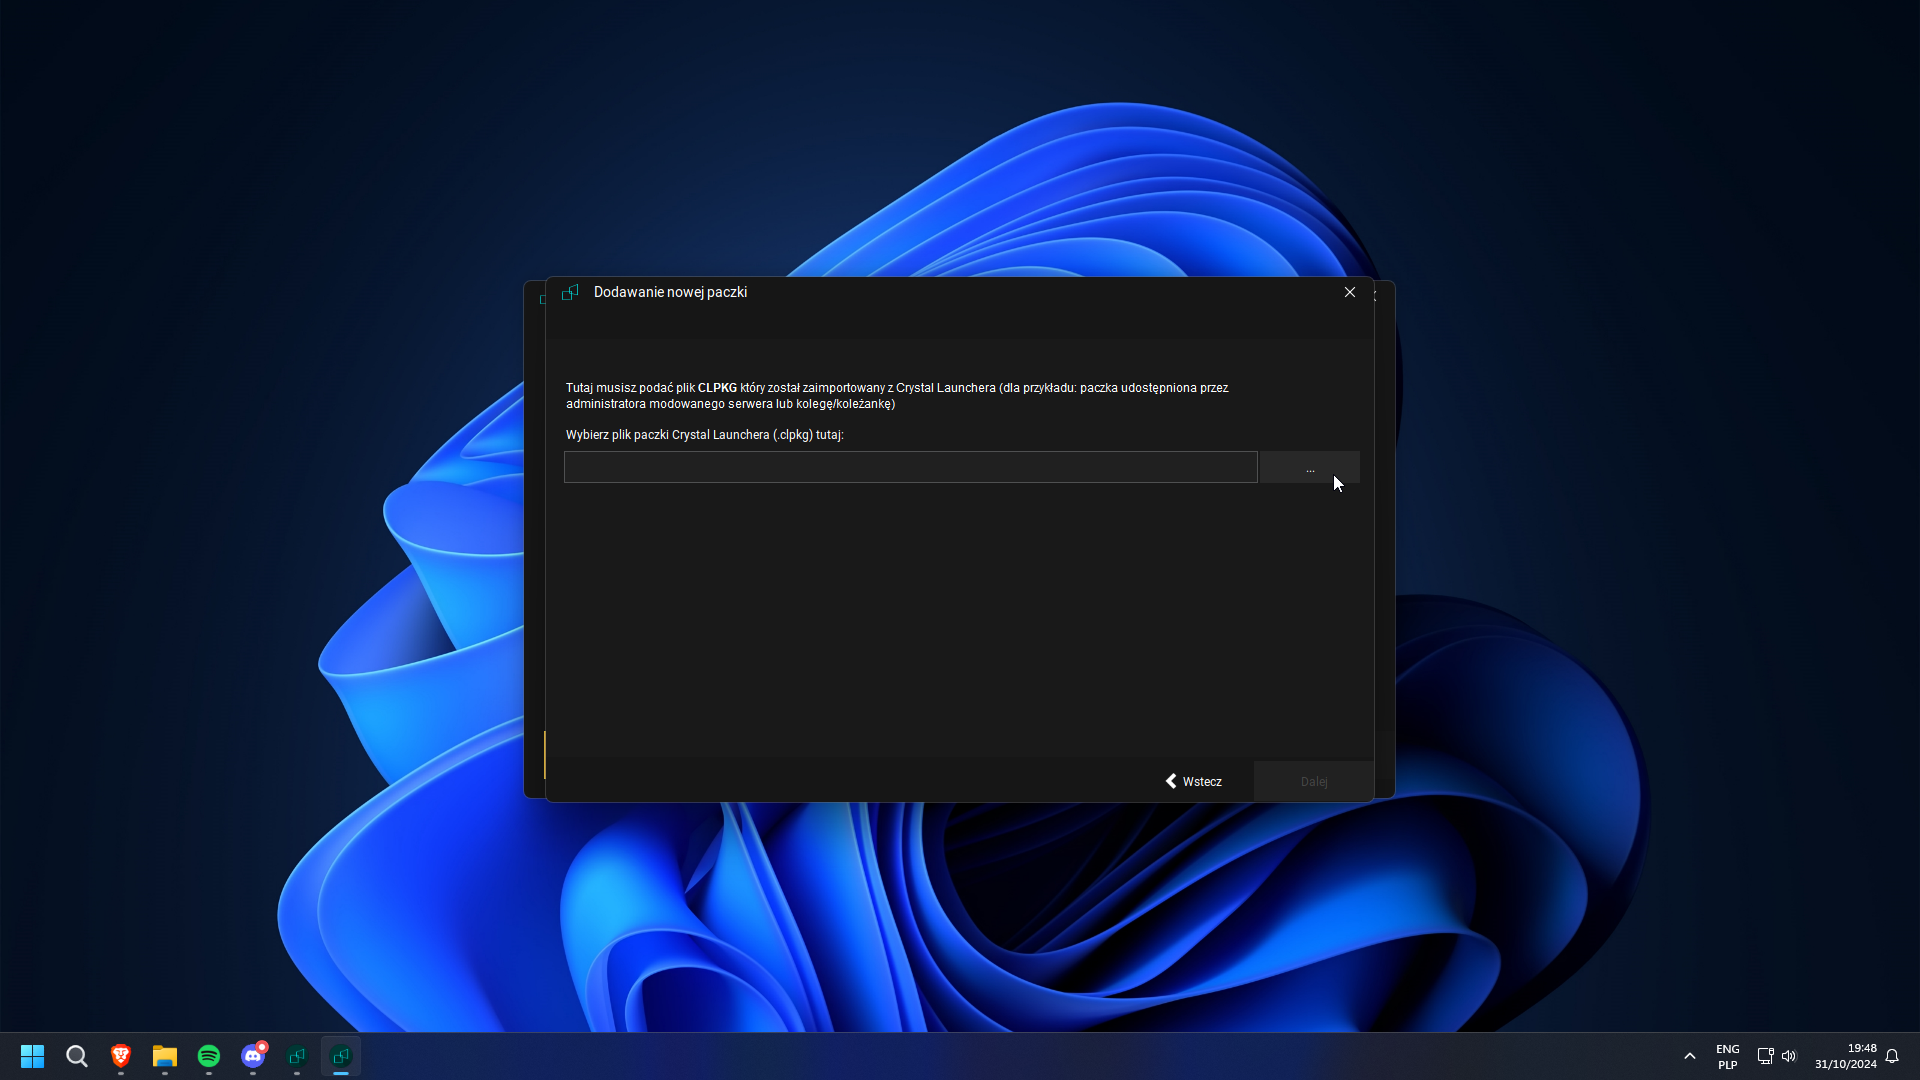 Dodawanie nowej paczki
Tutaj musisz podać plik CLPKG który został zaimportowany z Crystal Launchera (dla przykładu: paczka udostępniona przez
administratora modowanego serwera lub kolegę/koleżankę)
Wybierz plik paczki Crystal Launchera (.clpkg) tutaj:
...
Wstecz
Dalej
ENG
PLP
19:48
31/10/2024